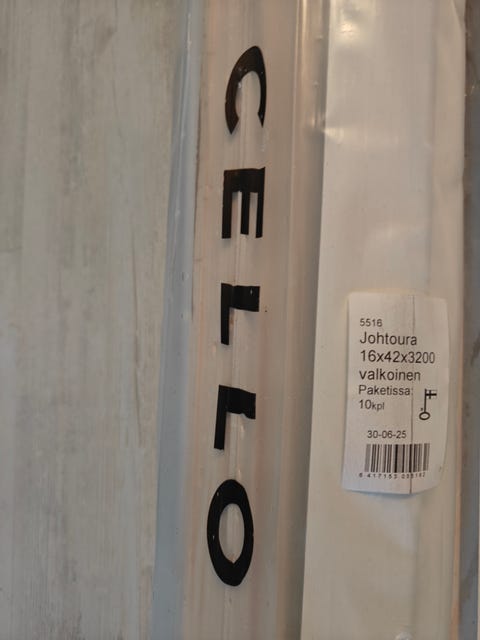 CELLO
5516
Johtoura
16x42x3200
valkoinen
Paketissa:
10kpl
30-06-25